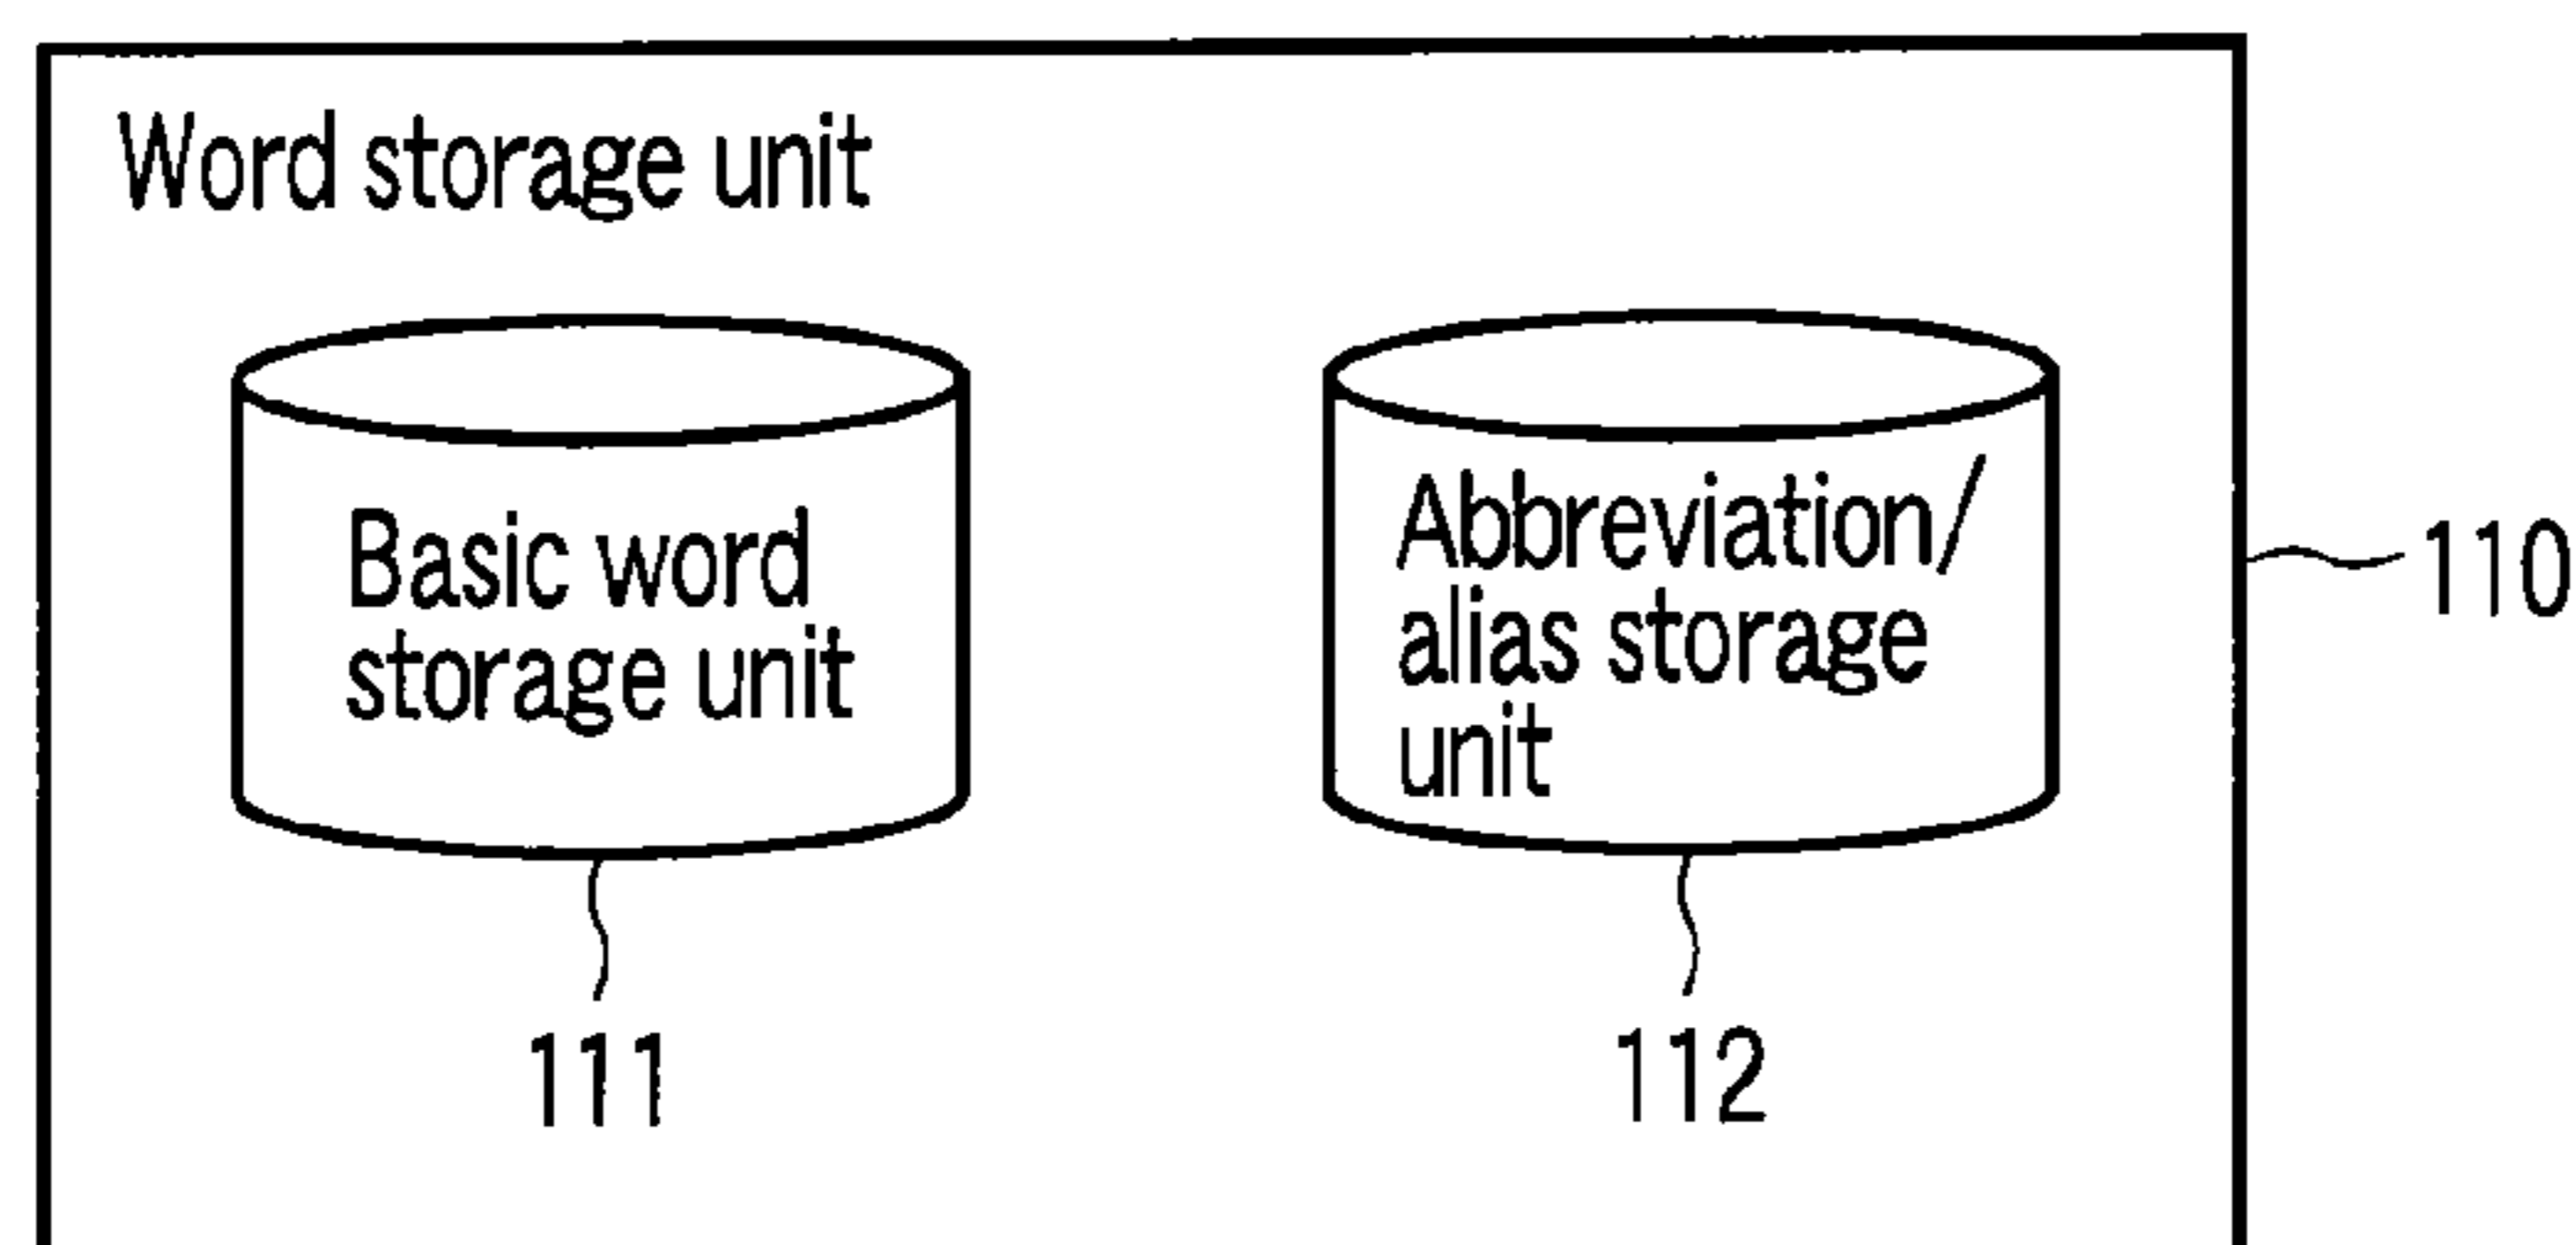 Word storage unit
Basic word
storage unit
Abbreviation/
alias storage
unit
110
111
112